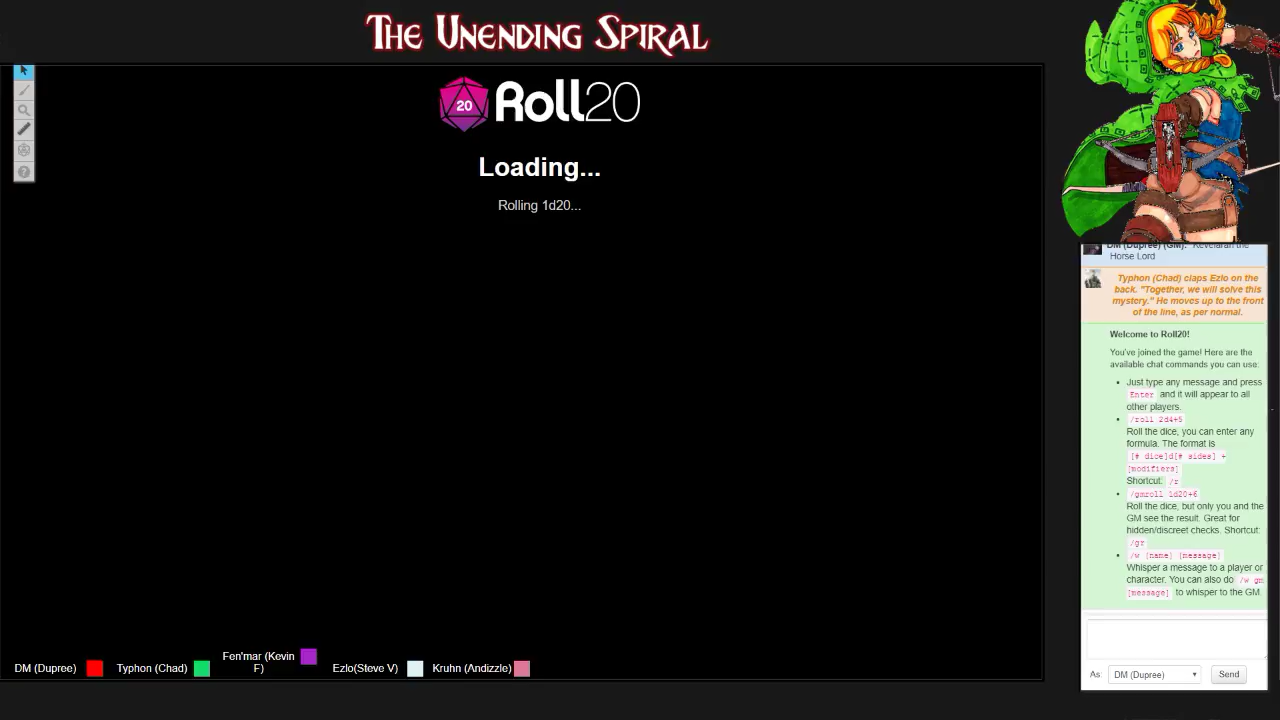 The Unending Spiral
20
Roll20
Loading...
Rolling 1d20...
DM (Dupree) (GM): "Kevelaran the
Horse Lord
Typhon (Chad) claps Ezlo on the
back. "Together, we will solve this
mystery." He moves up to the front
of the line, as per normal.
Welcome to Roll20!
You've joined the game! Here are the
available chat commands you can use:
Just type any message and press
Enter and it will appear to all
other players.
/roll 2d4+5
Roll the dice, you can enter any
formula. The format is
[# dice]d[# sides] +
[modifiers]
Shortcut: /r
/gmroll 1d20+6
Roll the dice, but only you and the
GM see the result. Great for
hidden/discreet checks. Shortcut:
/gr
/w [name] [message]
Whisper a message to a player or
character. You can also do /w gm
[message] to whisper to the GM
As: DM (Dupree) Send
DM (Dupree)
Typhon (Chad)
Fen'mar (Kevin
F)
Ezlo(Steve V)
Kruhn (Andizzle)